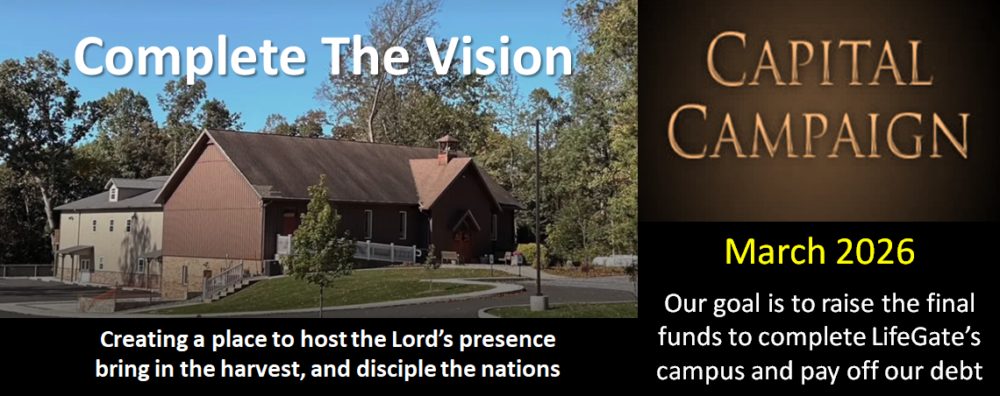 Complete The Vision
Creating a place to host the Lord’s presence
bring in the harvest, and disciple the nations
CAPITAL
CAMPAIGN
March 2026
Our goal is to raise the final
funds to complete LifeGate’s
campus and pay off our debt